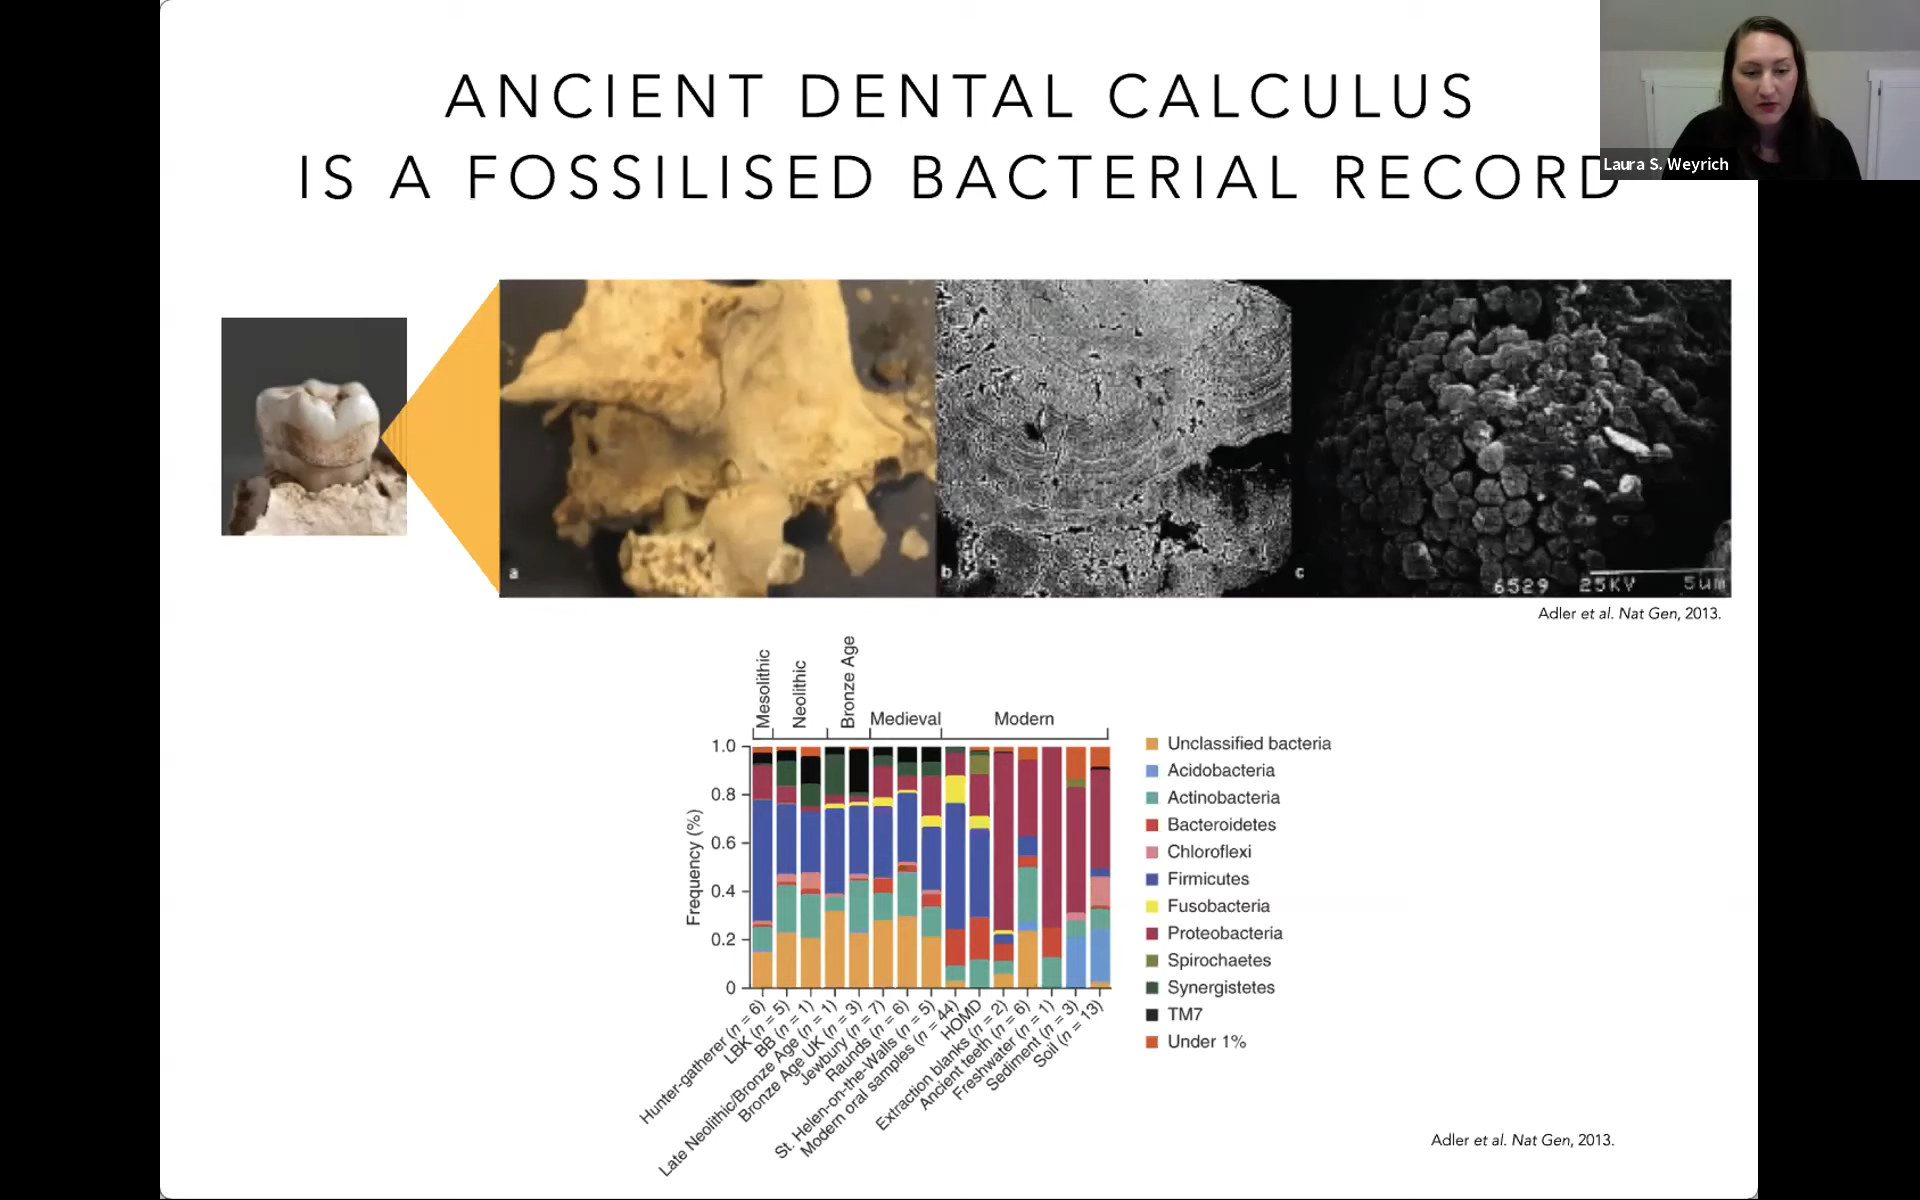 ANCIENT DENTAL CALCULUS
IS A FOSSILISED BACTERIAL RECORD
Laura S. Weyrich
a
b
c
6529 25KV 5um
Adler et al. Nat Gen, 2013.
Mesolithic
Neolithic
Bronze Age
Medieval
Modern
Frequency (%)
1.0
0.8
0.6
0.4
0.2
0
Hunter-gatherer (n = 6)
LBK (n = 5)
BB (n = 1)
Late Neolithic/Bronze Age (n = 1)
Bronze Age UK (n = 3)
Jewbury (n = 7)
Raunds (n = 6)
St. Helen-on-the-Walls (n = 5)
Modern oral samples (n = 44)
HOMD
Extraction blanks (n = 2)
Ancient teeth (n = 6)
Freshwater (n = 1)
Sediment (n = 3)
Soil (n = 13)
Unclassified bacteria
Acidobacteria
Actinobacteria
Bacteroidetes
Chloroflexi
Firmicutes
Fusobacteria
Proteobacteria
Spirochaetes
Synergistetes
TM7
Under 1%
Adler et al. Nat Gen, 2013.